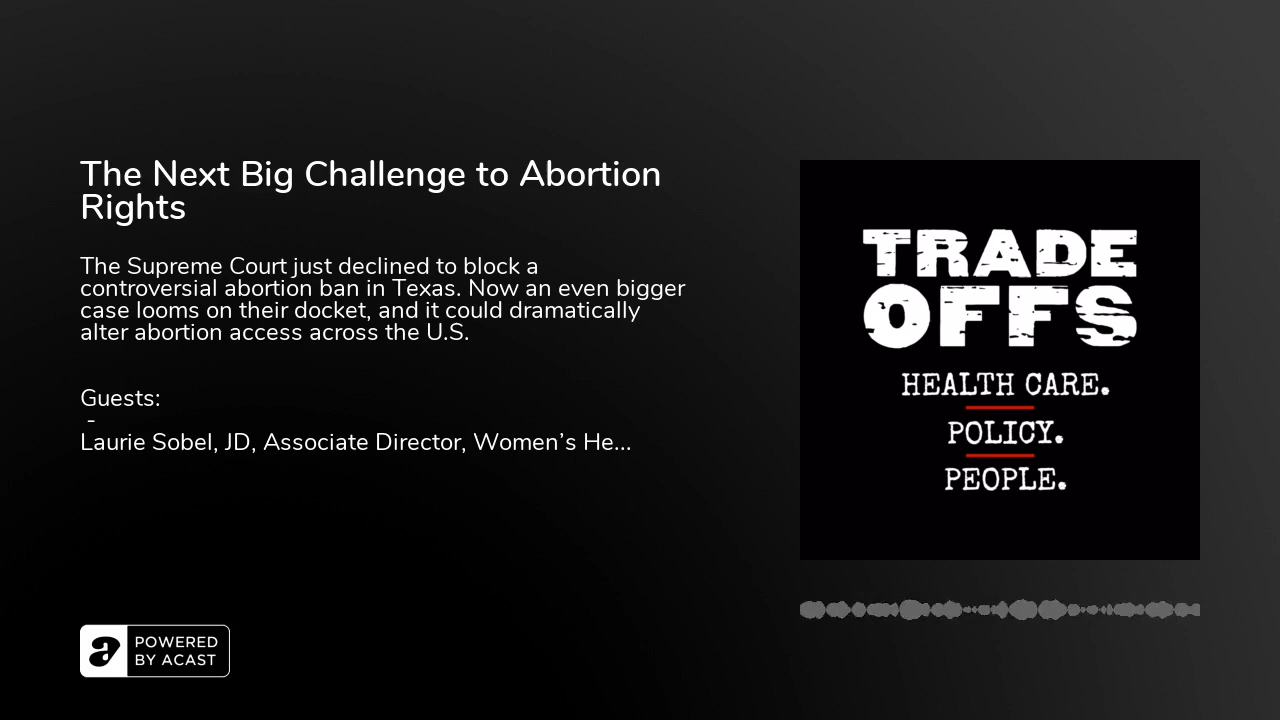 The Next Big Challenge to Abortion
Rights
The Supreme Court just declined to block a
controversial abortion ban in Texas. Now an even bigger
case looms on their docket, and it could dramatically
alter abortion access across the U.S.
Guests:
-
Laurie Sobel, JD, Associate Director, Women’s He...
TRADE
OFFS
HEALTH CARE.
POLICY.
PEOPLE.
a
POWERED
BY ACAST